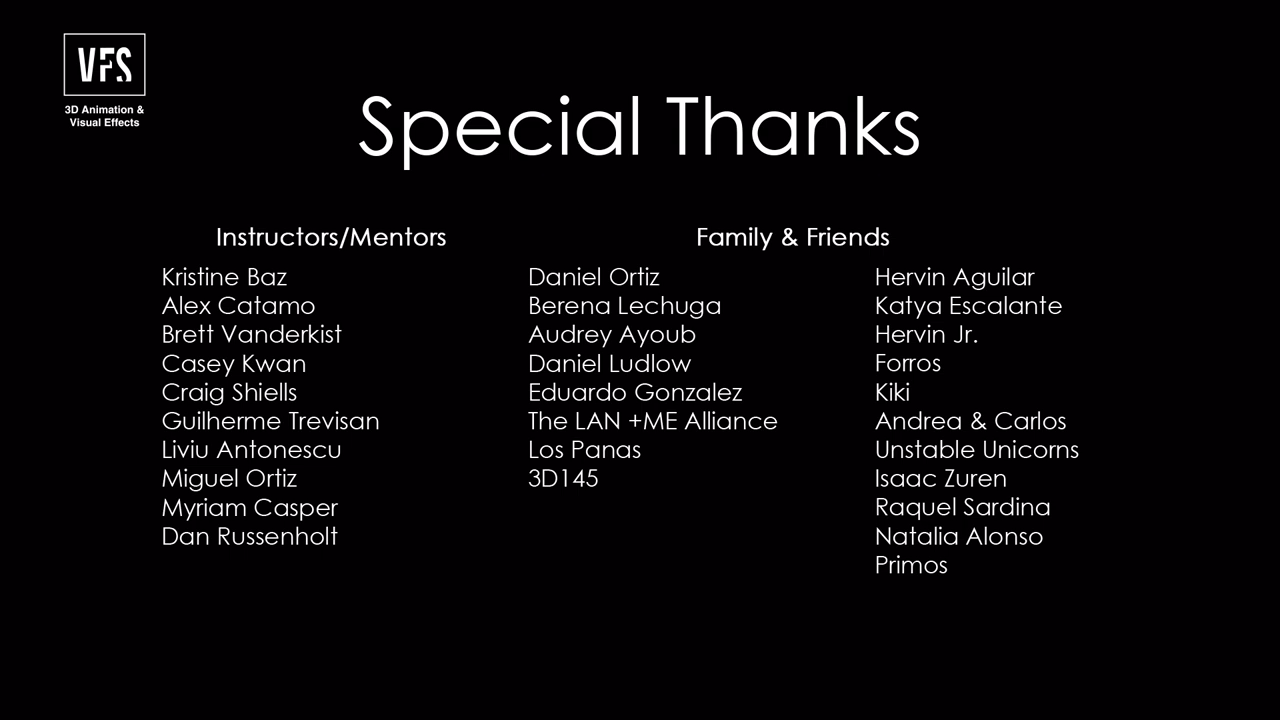 VFS
3D Animation &
Visual Effects
Special Thanks
Instructors/Mentors
Kristine Baz
Alex Catamo
Brett Vanderkist
Casey Kwan
Craig Shiells
Guilherme Trevisan
Liviu Antonescu
Miguel Ortiz
Myriam Casper
Dan Russenholt
Family & Friends
Daniel Ortiz
Berena Lechuga
Audrey Ayoub
Daniel Ludlow
Eduardo Gonzalez
The LAN +ME Alliance
Los Panas
3D145
Hervin Aguilar
Katya Escalante
Hervin Jr.
Forros
Kiki
Andrea & Carlos
Unstable Unicorns
Isaac Zuren
Raquel Sardina
Natalia Alonso
Primos